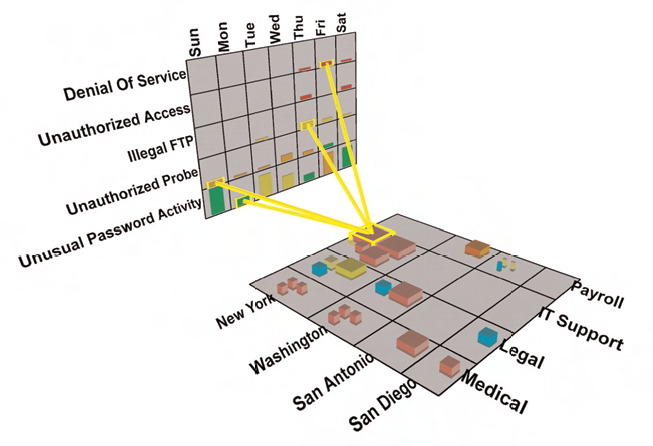 Sun
Mon
Tue
Wed
Thu
Fri
Sat
Denial Of Service
Unauthorized Access
Illegal FTP
Unauthorized Probe
Unusual Password Activity
New York
Washington
San Antonio
San Diego
Payroll
IT Support
Legal
Medical